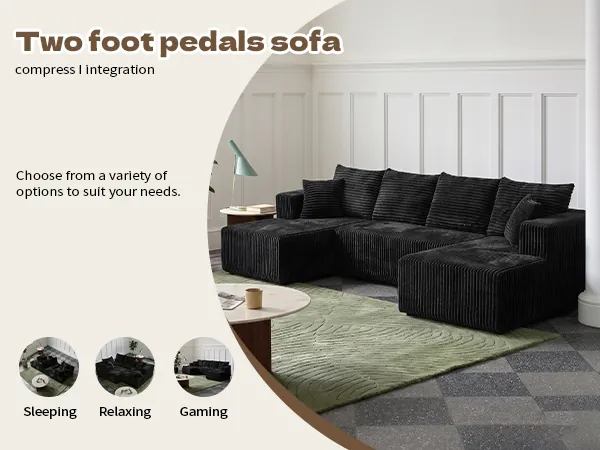 Two foot pedals sofa
compress I integration
Choose from a variety of
options to suit your needs.
Sleeping Relaxing Gaming